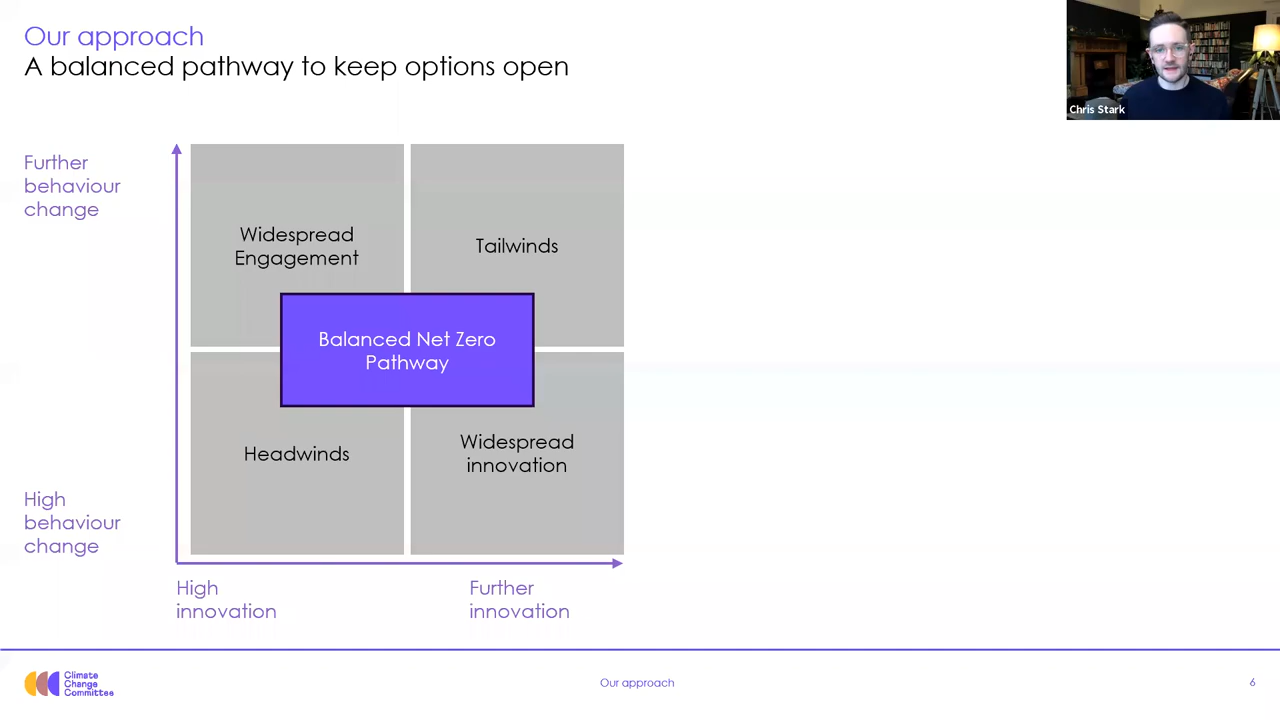 Our approach
A balanced pathway to keep options open
Chris Stark
Further
behaviour
change
Widespread
Engagement
Tailwinds
Balanced Net Zero
Pathway
Headwinds
Widespread
innovation
High
behaviour
change
High
innovation
Further
innovation
Climate
Change
Committee
Our approach
6